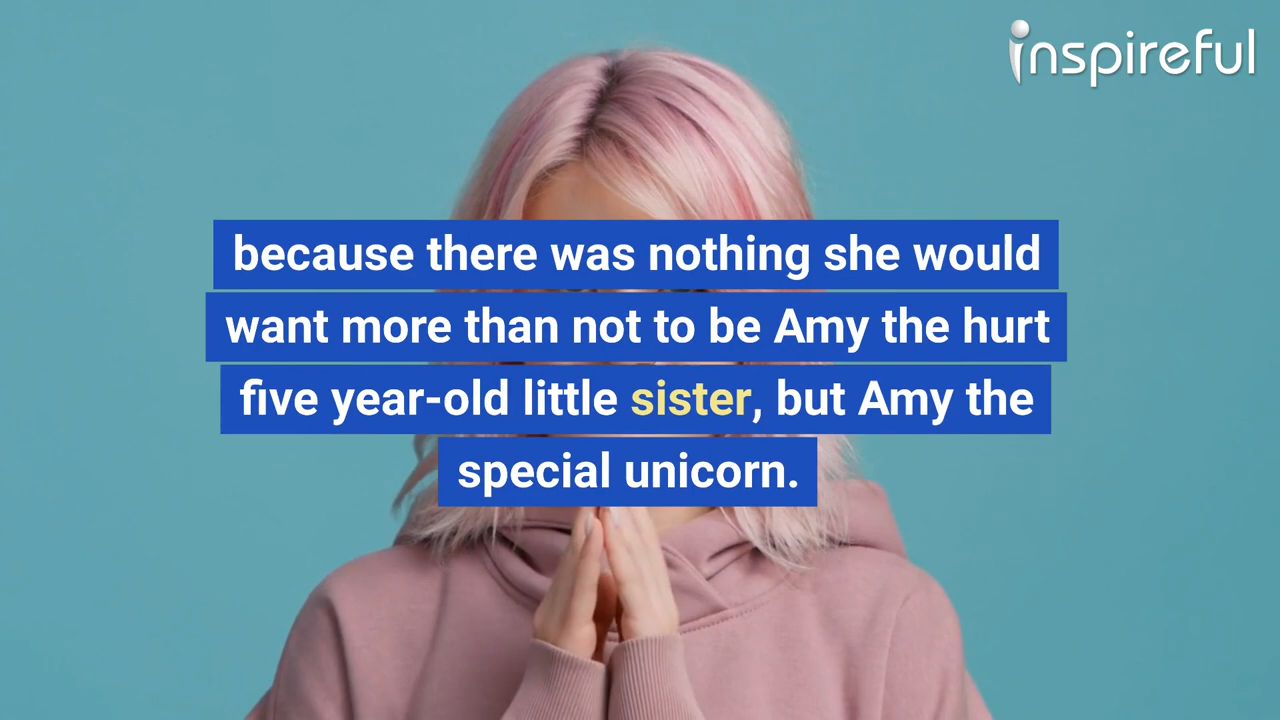 inspireful
because there was nothing she would
want more than not to be Amy the hurt
five year-old little sister, but Amy the
special unicorn.